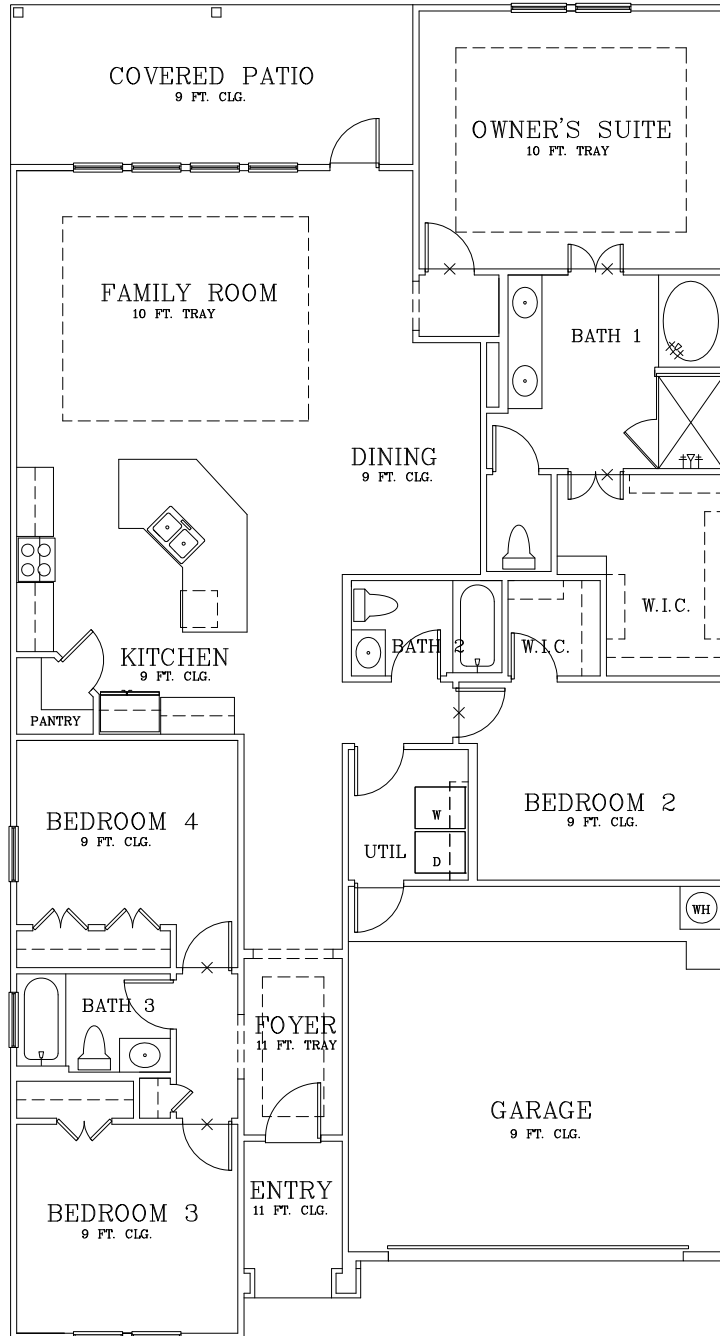 COVERED PATIO
9 FT. CLG.
OWNER'S SUITE
10 FT. TRAY
FAMILY ROOM
10 FT. TRAY
BATH 1
DINING
9 FT. CLG.
W.I.C.
BATH 2
W.I.C.
KITCHEN
9 FT. CLG.
PANTRY
BEDROOM 4
9 FT. CLG.
BEDROOM 2
9 FT. CLG.
W
UTIL
D
WH
BATH 3
FOYER
11 FT. TRAY
GARAGE
9 FT. CLG.
ENTRY
11 FT. CLG.
BEDROOM 3
9 FT. CLG.